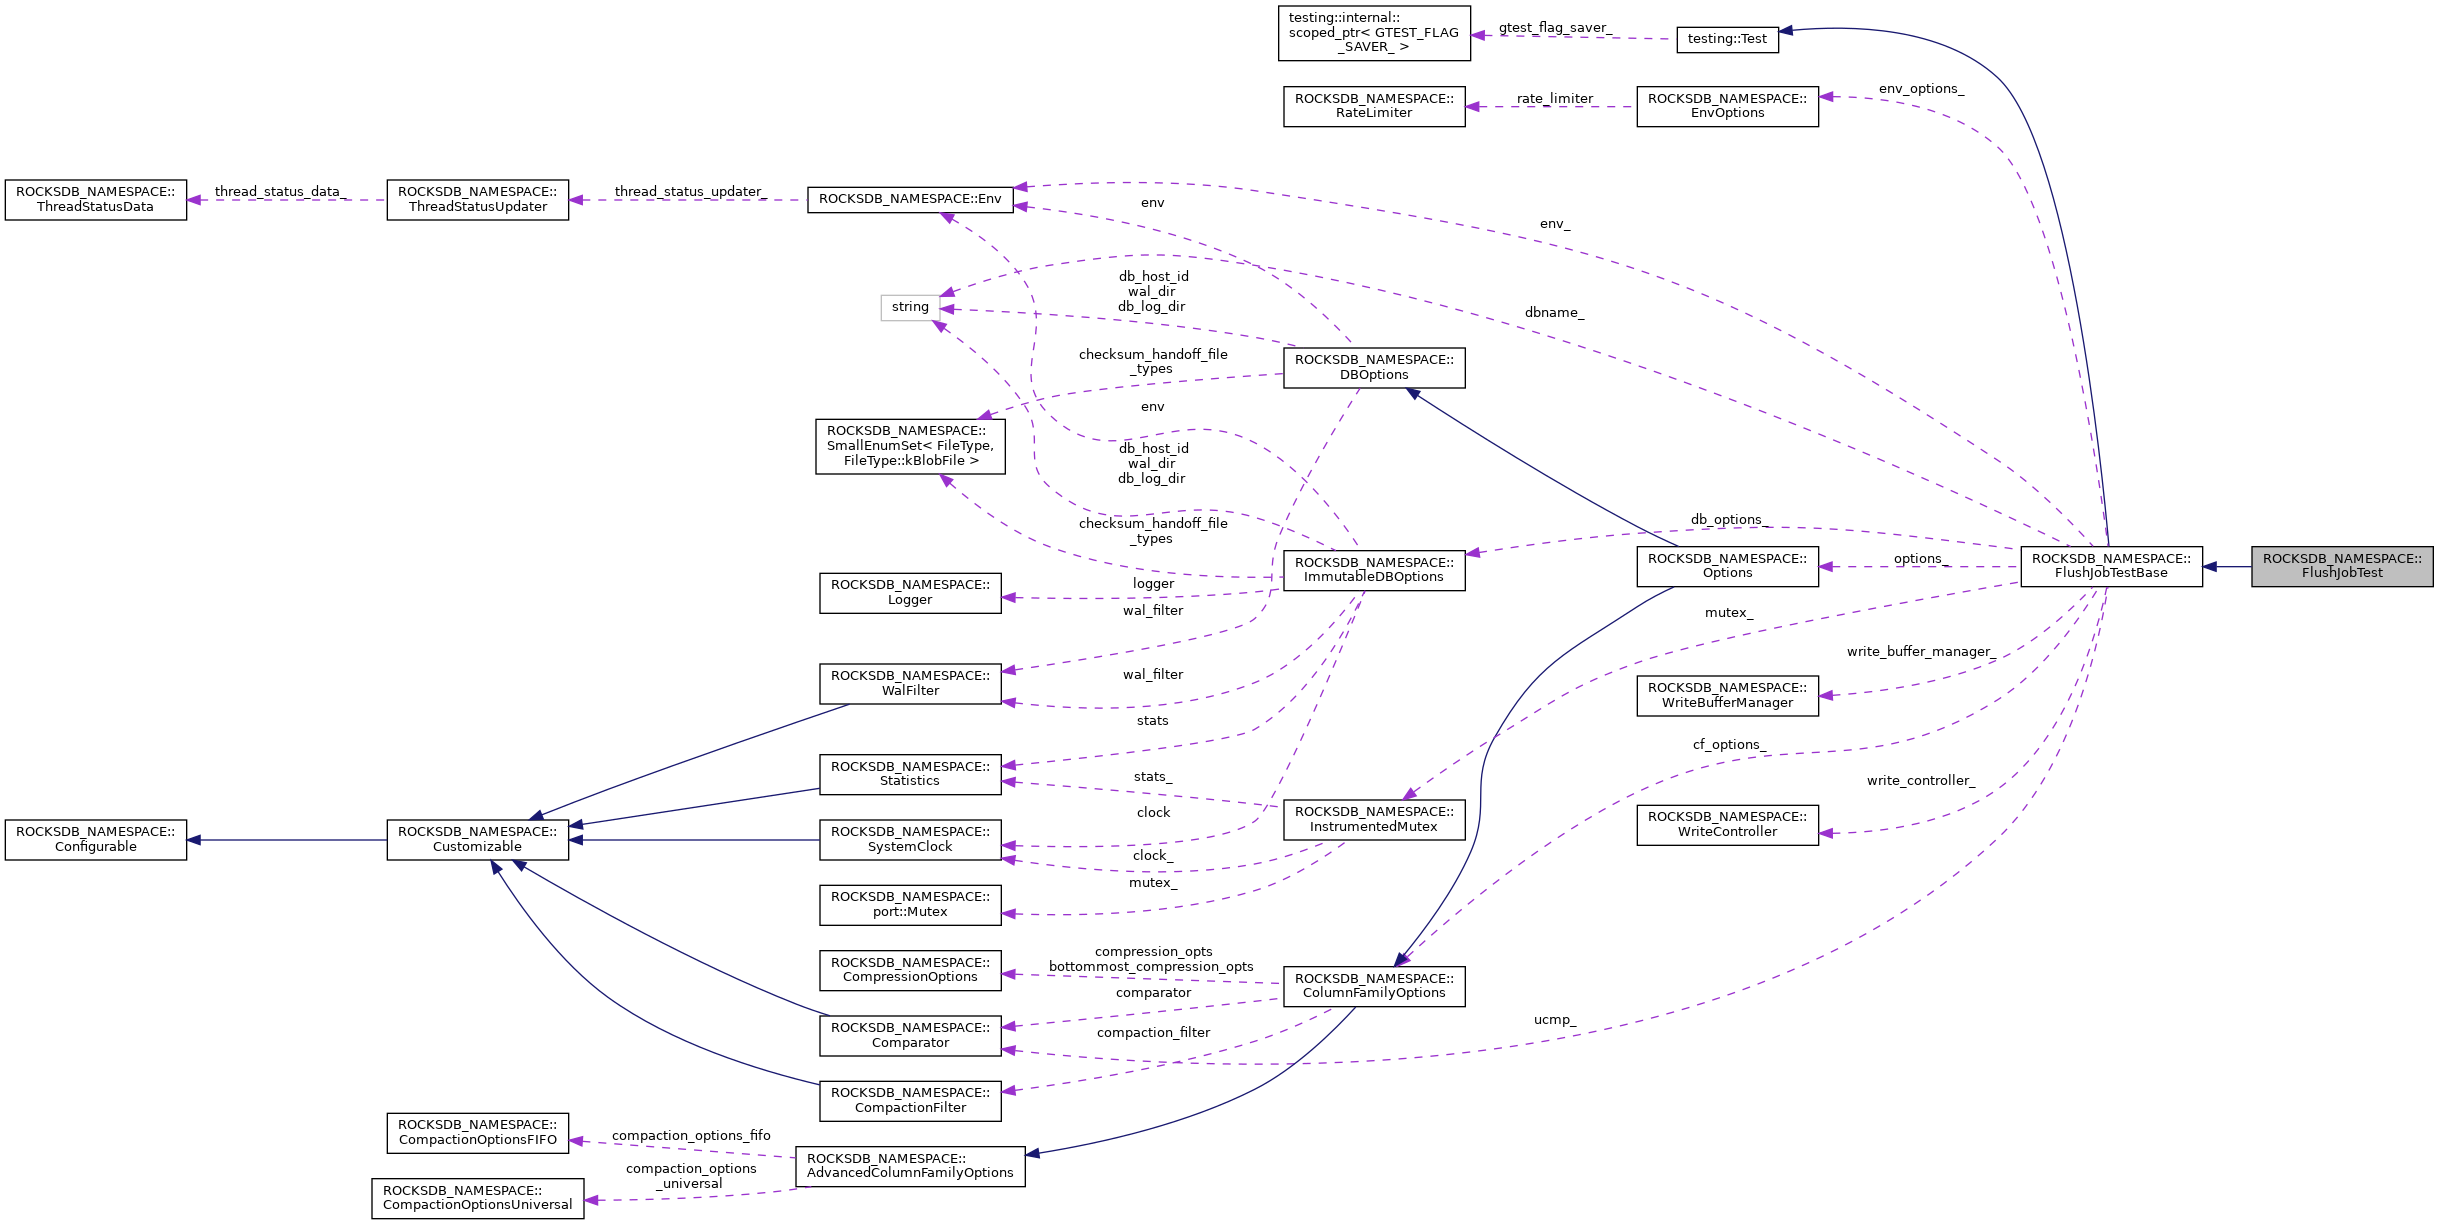 testing::internal::
scoped_ptr< GTEST_FLAG
_SAVER_ >
gtest_flag_saver_
testing::Test
ROCKSDB_NAMESPACE::
RateLimiter
rate_limiter
ROCKSDB_NAMESPACE::
EnvOptions
env_options_
ROCKSDB_NAMESPACE::
ThreadStatusData
thread_status_data_
ROCKSDB_NAMESPACE::
ThreadStatusUpdater
thread_status_updater_
ROCKSDB_NAMESPACE::Env
env
env_
string
db_host_id
wal_dir
db_log_dir
dbname_
checksum_handoff_file
_types
ROCKSDB_NAMESPACE::
DBOptions
ROCKSDB_NAMESPACE::
SmallEnumSet< FileType,
FileType::kBlobFile >
env
db_host_id
wal_dir
db_log_dir
checksum_handoff_file
_types
db_options_
ROCKSDB_NAMESPACE::
ImmutableDBOptions
ROCKSDB_NAMESPACE::
Options
options_
ROCKSDB_NAMESPACE::
FlushJobTestBase
ROCKSDB_NAMESPACE::
FlushJobTest
ROCKSDB_NAMESPACE::
Logger
logger
wal_filter
mutex_
ROCKSDB_NAMESPACE::
WalFilter
wal_filter
write_buffer_manager_
ROCKSDB_NAMESPACE::
WriteBufferManager
stats
cf_options_
ROCKSDB_NAMESPACE::
Statistics
stats_
write_controller_
clock
ROCKSDB_NAMESPACE::
InstrumentedMutex
ROCKSDB_NAMESPACE::
WriteController
ROCKSDB_NAMESPACE::
Configurable
ROCKSDB_NAMESPACE::
Customizable
ROCKSDB_NAMESPACE::
SystemClock
clock_
mutex_
ROCKSDB_NAMESPACE::
port::Mutex
compression_opts
bottommost_compression_opts
ROCKSDB_NAMESPACE::
CompressionOptions
ROCKSDB_NAMESPACE::
ColumnFamilyOptions
comparator
ROCKSDB_NAMESPACE::
Comparator
compaction_filter
ucmp_
ROCKSDB_NAMESPACE::
CompactionFilter
ROCKSDB_NAMESPACE::
CompactionOptionsFIFO
compaction_options_fifo
ROCKSDB_NAMESPACE::
AdvancedColumnFamilyOptions
compaction_options
_universal
ROCKSDB_NAMESPACE::
CompactionOptionsUniversal